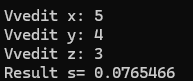 Vvedit x: 5
Vvedit y: 4
Vvedit z: 3
Result s= 0.0765466